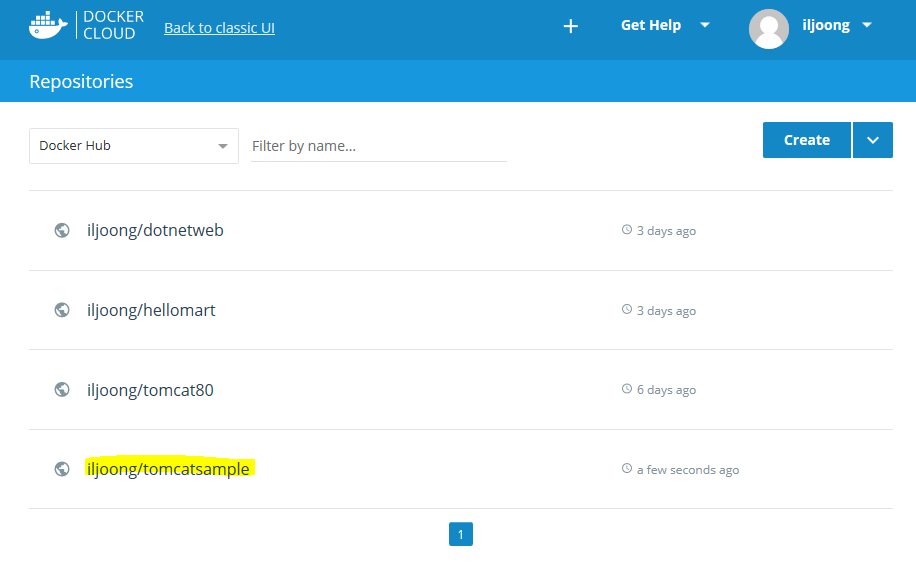 DOCKER
CLOUD
Back to classic UI
+
Get Help
iljoong
Repositories
Docker Hub
Filter by name...
Create
iljoong/dotnetweb
3 days ago
iljoong/hellomart
3 days ago
iljoong/tomcat80
6 days ago
iljoong/tomcatsample
a few seconds ago
1